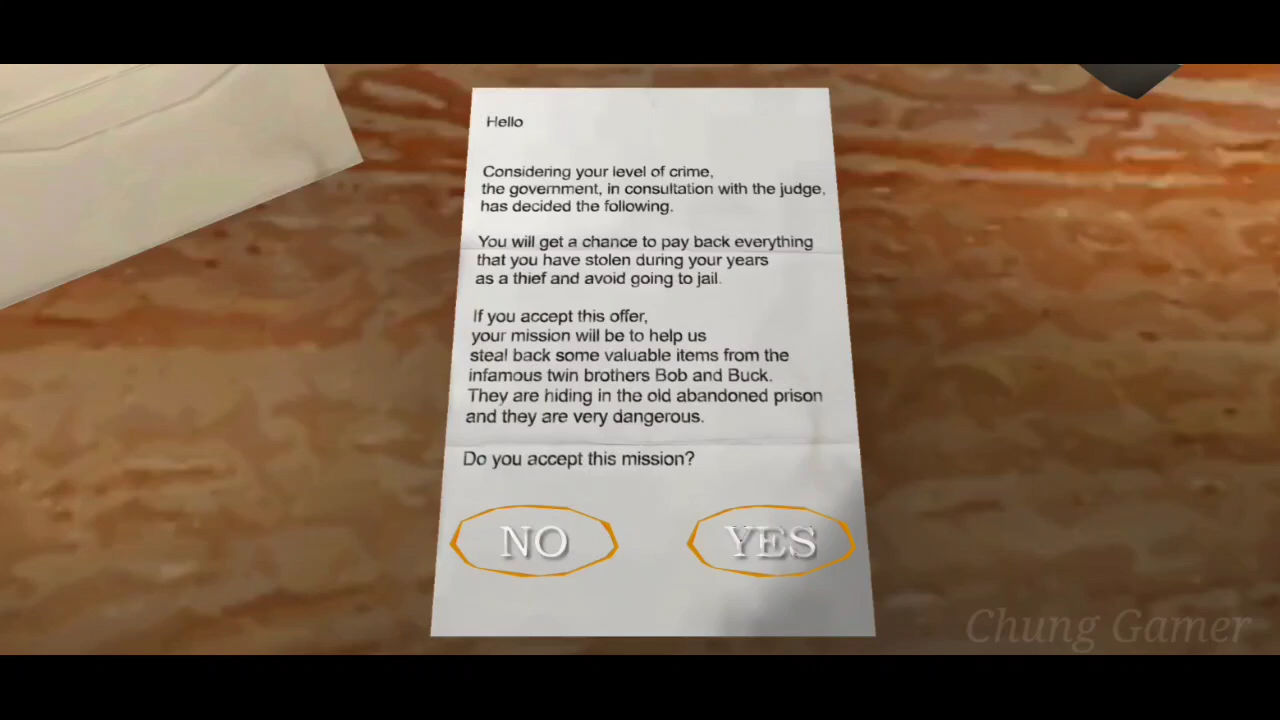 Hello
Considering your level of crime,
the government, in consultation with the judge,
has decided the following.
You will get a chance to pay back everything
that you have stolen during your years
as a thief and avoid going to jail.
If you accept this offer,
your mission will be to help us
steal back some valuable items from the
infamous twin brothers Bob and Buck.
They are hiding in the old abandoned prison
and they are very dangerous.
Do you accept this mission?
NO YES
Chung Gamer